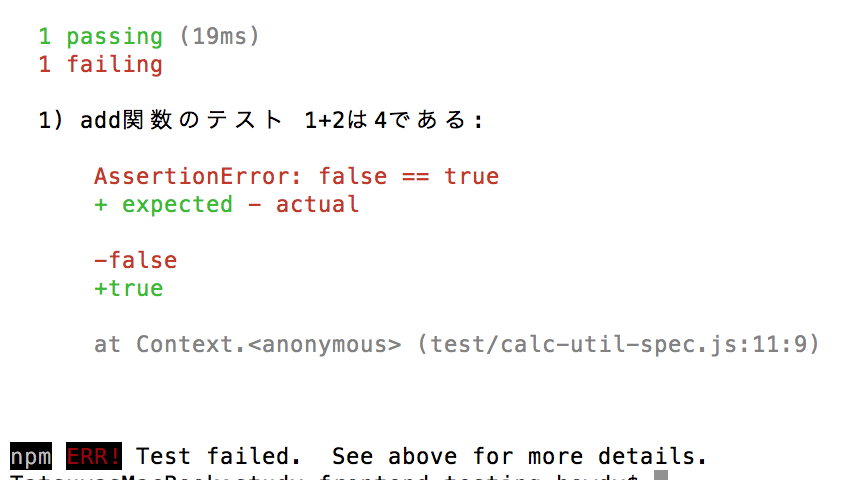 1 passing (19ms)
1 failing
1) add関数のテスト 1+2は4である:
AssertionError: false == true
+ expected - actual
-false
+true
at Context.<anonymous> (test/calc-util-spec.js:11:9)
npm ERR! Test failed.  See above for more details.